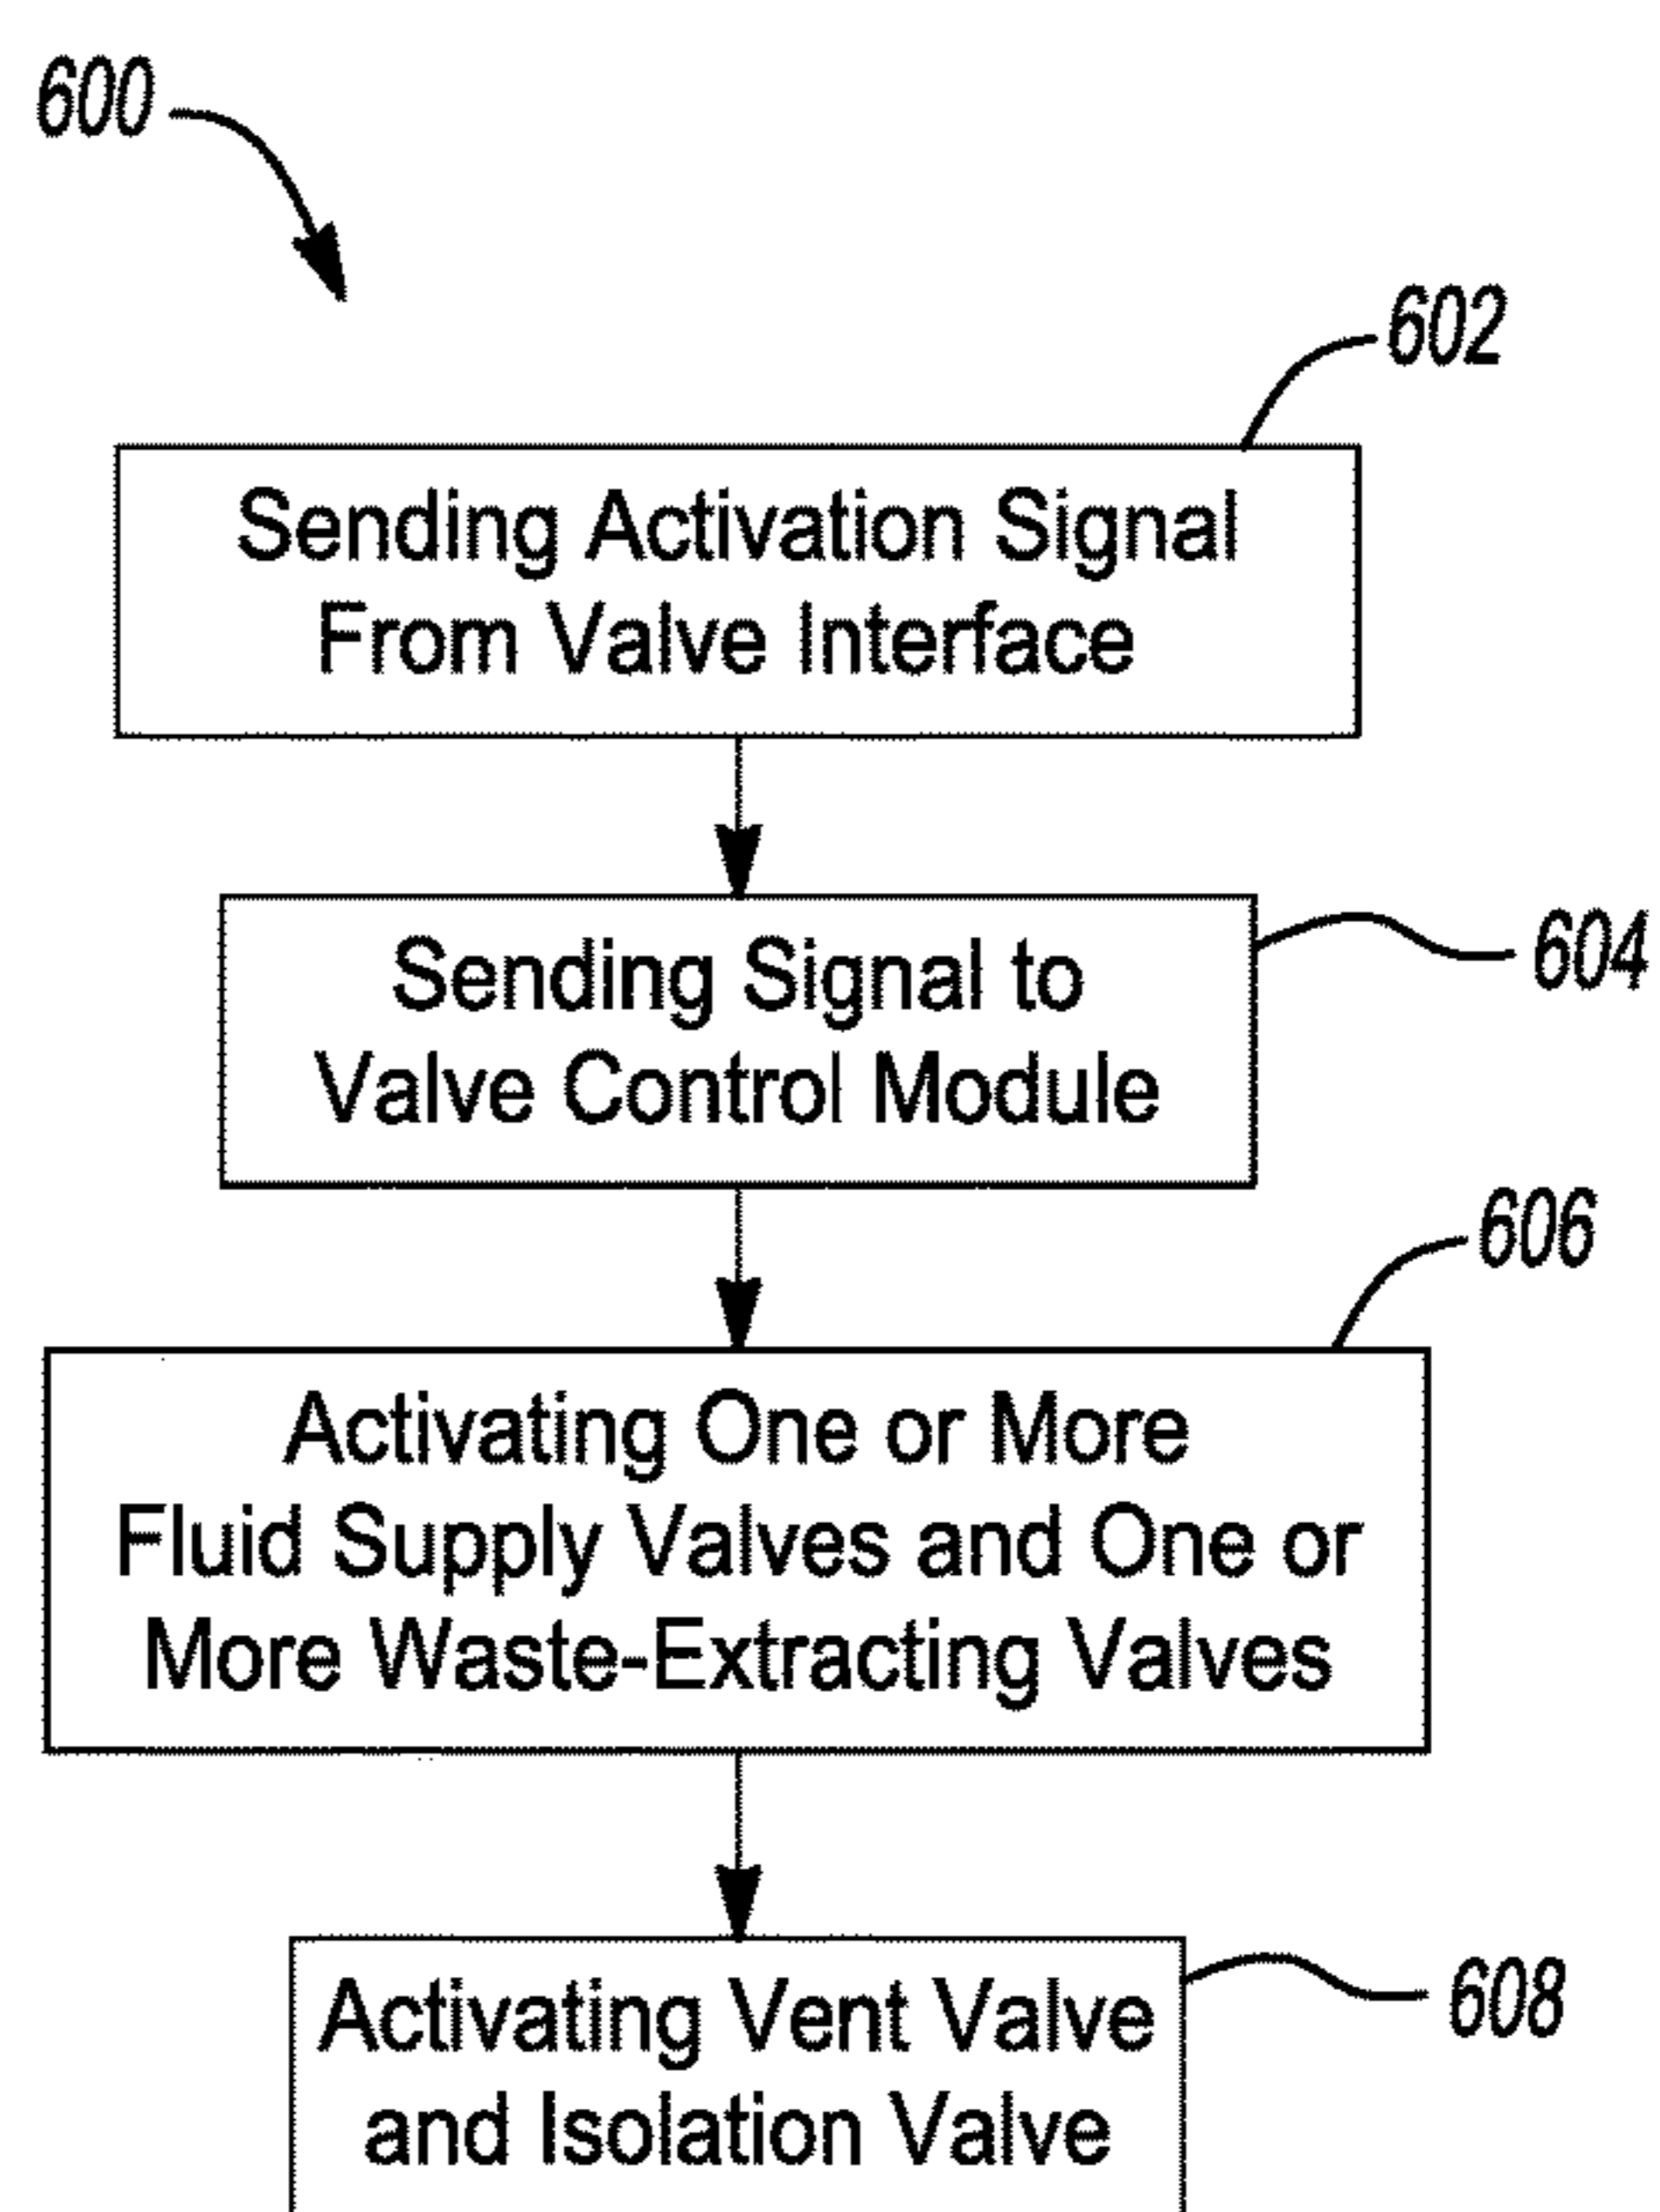 600
602
Sending Activation Signal
From Valve Interface
604
Sending Signal to
Valve Control Module
606
Activating One or More
Fluid Supply Valves and One or
More Waste-Extracting Valves
608
Activating Vent Valve
and Isolation Valve